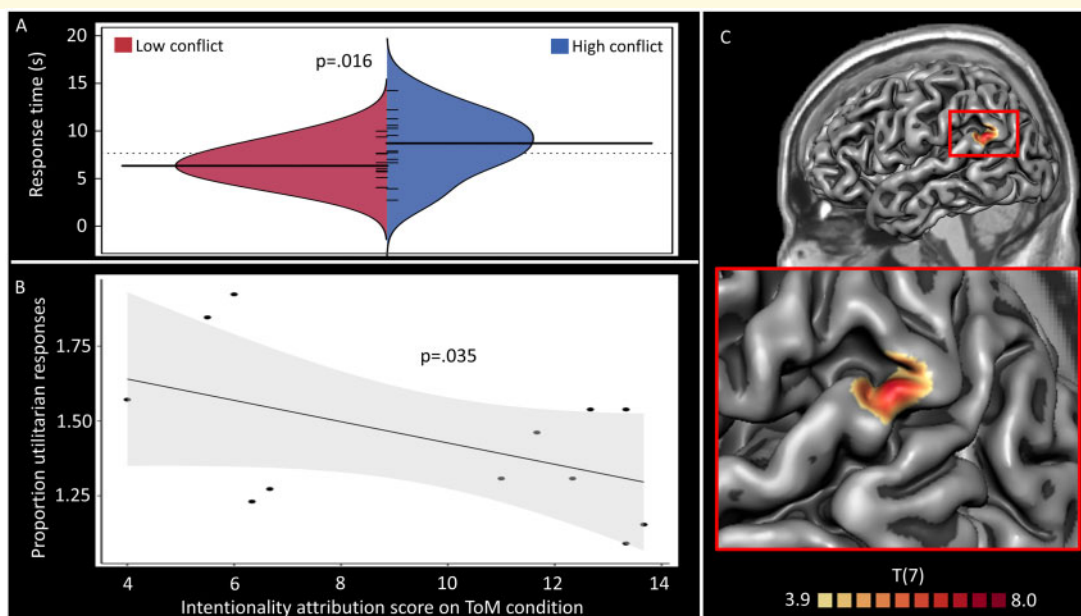 A
Low conflict
High conflict
p=.016
Response time (s)
20
15
10
5
0
B
p=.035
Proportion utilitarian responses
1.75
1.50
1.25
4 6 8 10 12 14
Intentionality attribution score on ToM condition
C
T(7)
3.9 8.0